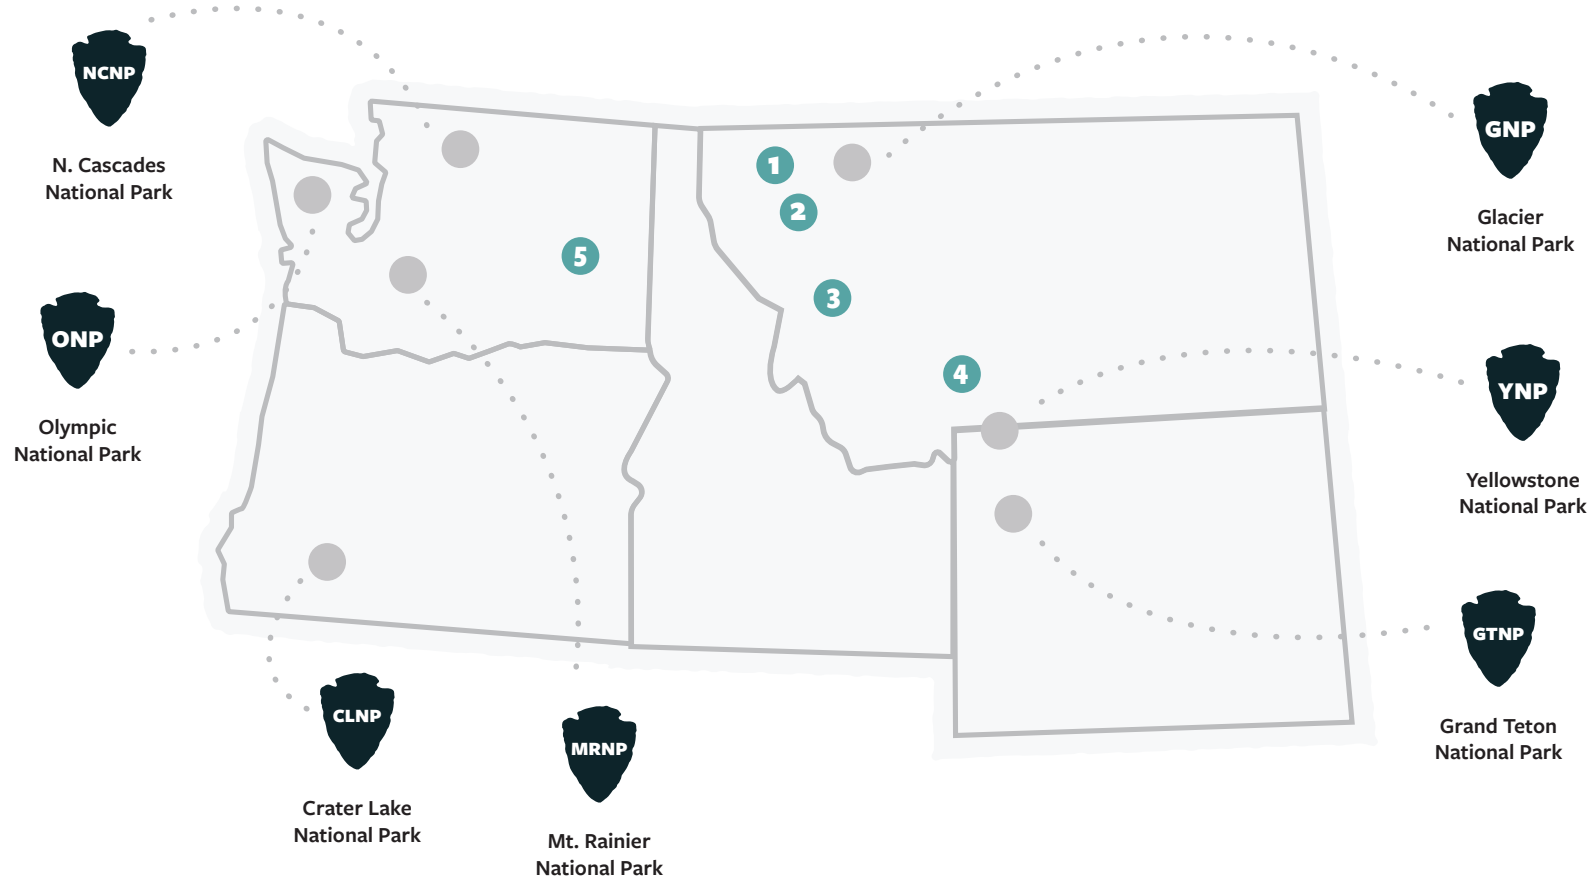 NCNP
N. Cascades
National Park
GNP
Glacier
National Park
1
2
5
3
4
ONP
Olympic
National Park
YNP
Yellowstone
National Park
GTNP
Grand Teton
National Park
CLNP
Crater Lake
National Park
MRNP
Mt. Rainier
National Park